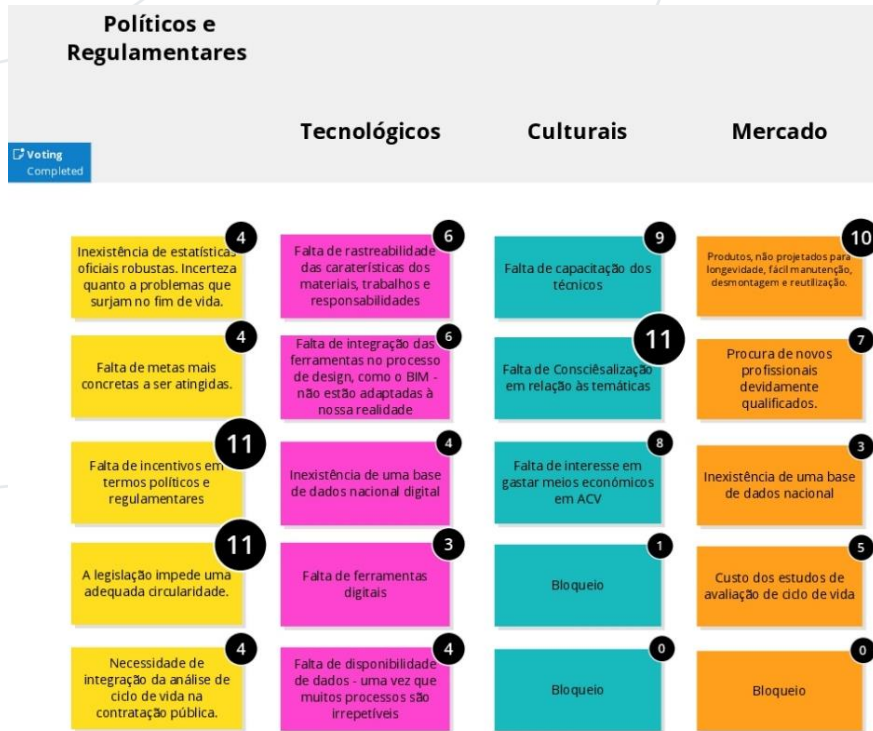 Políticos e
Regulamentares
Tecnológicos
Culturais
Mercado
Voting
Completed
4
Inexistência de estatísticas
oficiais robustas. Incerteza
quanto a problemas que
surjam no fim de vida.
6
Falta de rastreabilidade
das caraterísticas dos
materiais, trabalhos e
responsabilidades
9
Falta de capacitação dos
técnicos
10
Produtos, não projetados para
longevidade, fácil manutenção,
desmontagem e reutilização.
4
Falta de metas mais
concretas a ser atingidas.
6
Falta de integração das
ferramentas no processo
de design, como o BIM -
não estão adaptadas à
nossa realidade
11
Falta de Consciêsalização
em relação às temáticas
7
Procura de novos
profissionais
devidamente
qualificados.
11
Falta de incentivos em
termos políticos e
regulamentares
4
Inexistência de uma base
de dados nacional digital
8
Falta de interesse em
gastar meios económicos
em ACV
3
Inexistência de uma base
de dados nacional
11
A legislação impede uma
adequada circularidade.
3
Falta de ferramentas
digitais
1
Bloqueio
5
Custo dos estudos de
avaliação de ciclo de vida
4
Necessidade de
integração da análise de
ciclo de vida na
contratação pública.
4
Falta de disponibilidade
de dados - uma vez que
muitos processos são
irrepetíveis
0
Bloqueio
0
Bloqueio